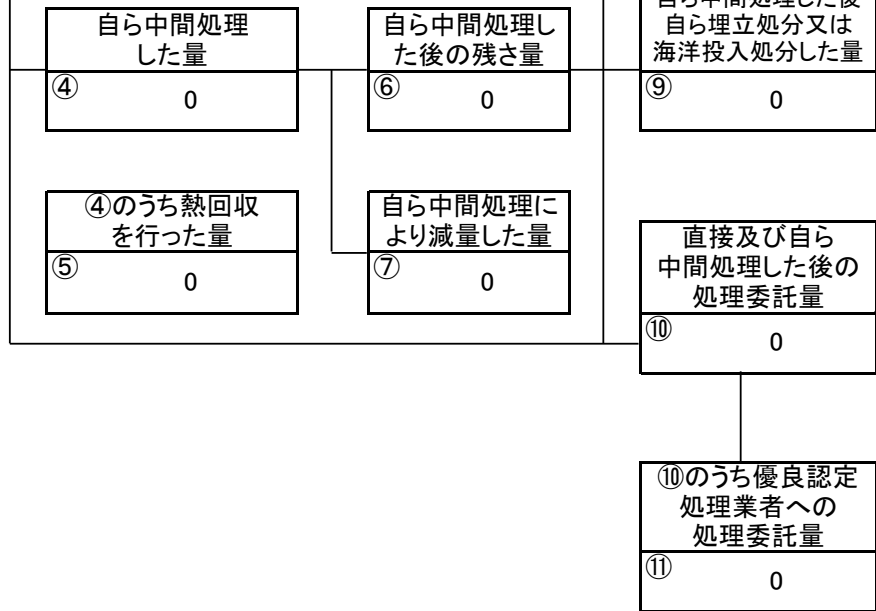 自ら中間処理
した量
④
0
自ら中間処理し
た後の残さ量
⑥
0
自ら中間処理した後
自ら埋立処分又は
海洋投入処分した量
⑨
0
④のうち熱回収
を行った量
⑤
0
自ら中間処理に
より減量した量
⑦
0
直接及び自ら
中間処理した後の
処理委託量
⑩
0
⑩のうち優良認定
処理業者への
処理委託量
⑪
0